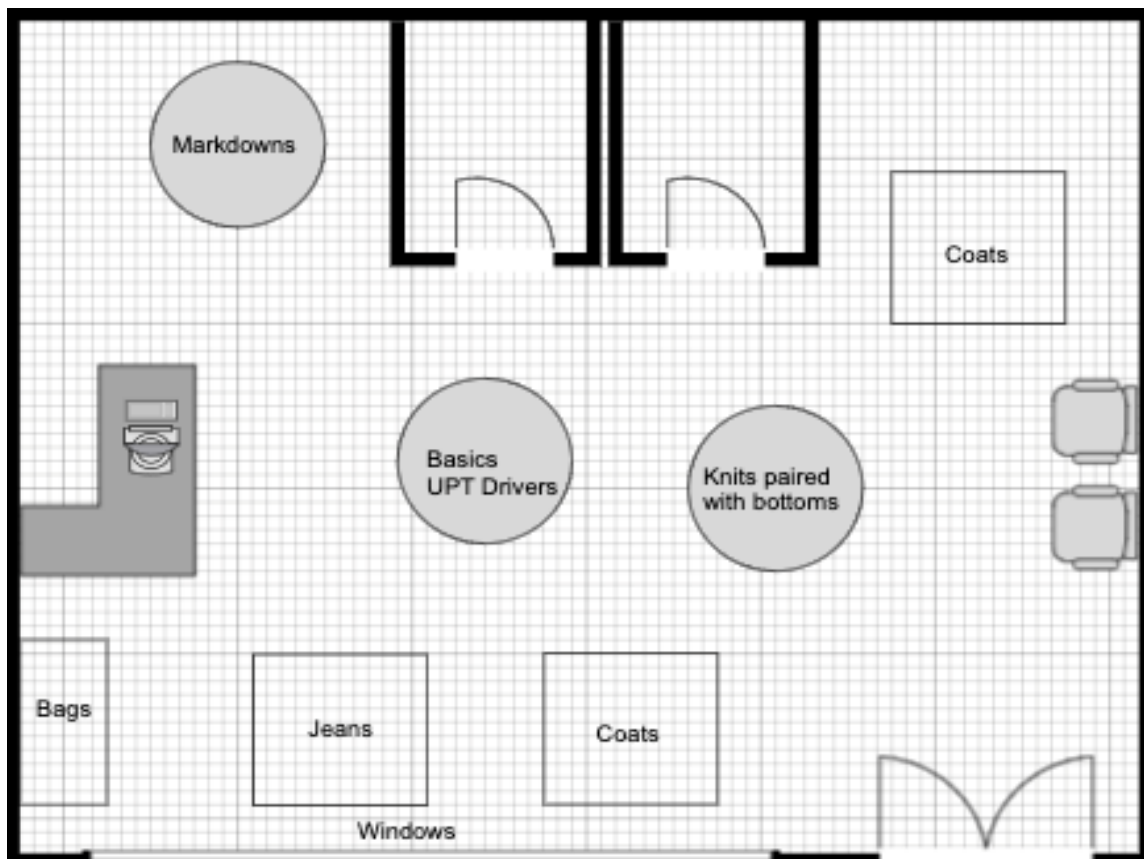 Markdowns
Coats
Basics
UPT Drivers
Knits paired
with bottoms
Bags
Jeans
Coats
Windows